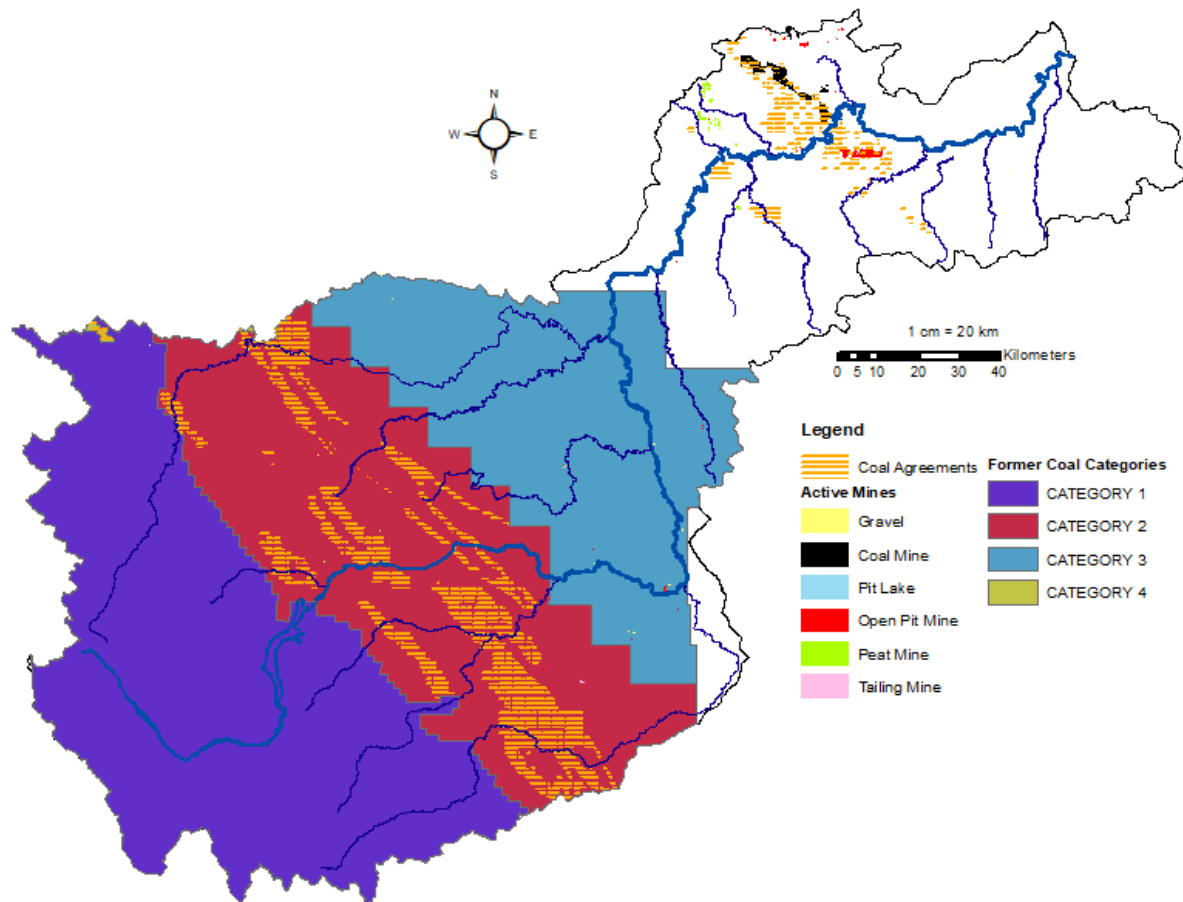 N
W E
S
1 cm = 20 km
Kilometers
0 5 10 20 30 40
Legend
Coal Agreements
Active Mines
Gravel
Coal Mine
Pit Lake
Open Pit Mine
Peat Mine
Tailing Mine
Former Coal Categories
CATEGORY 1
CATEGORY 2
CATEGORY 3
CATEGORY 4